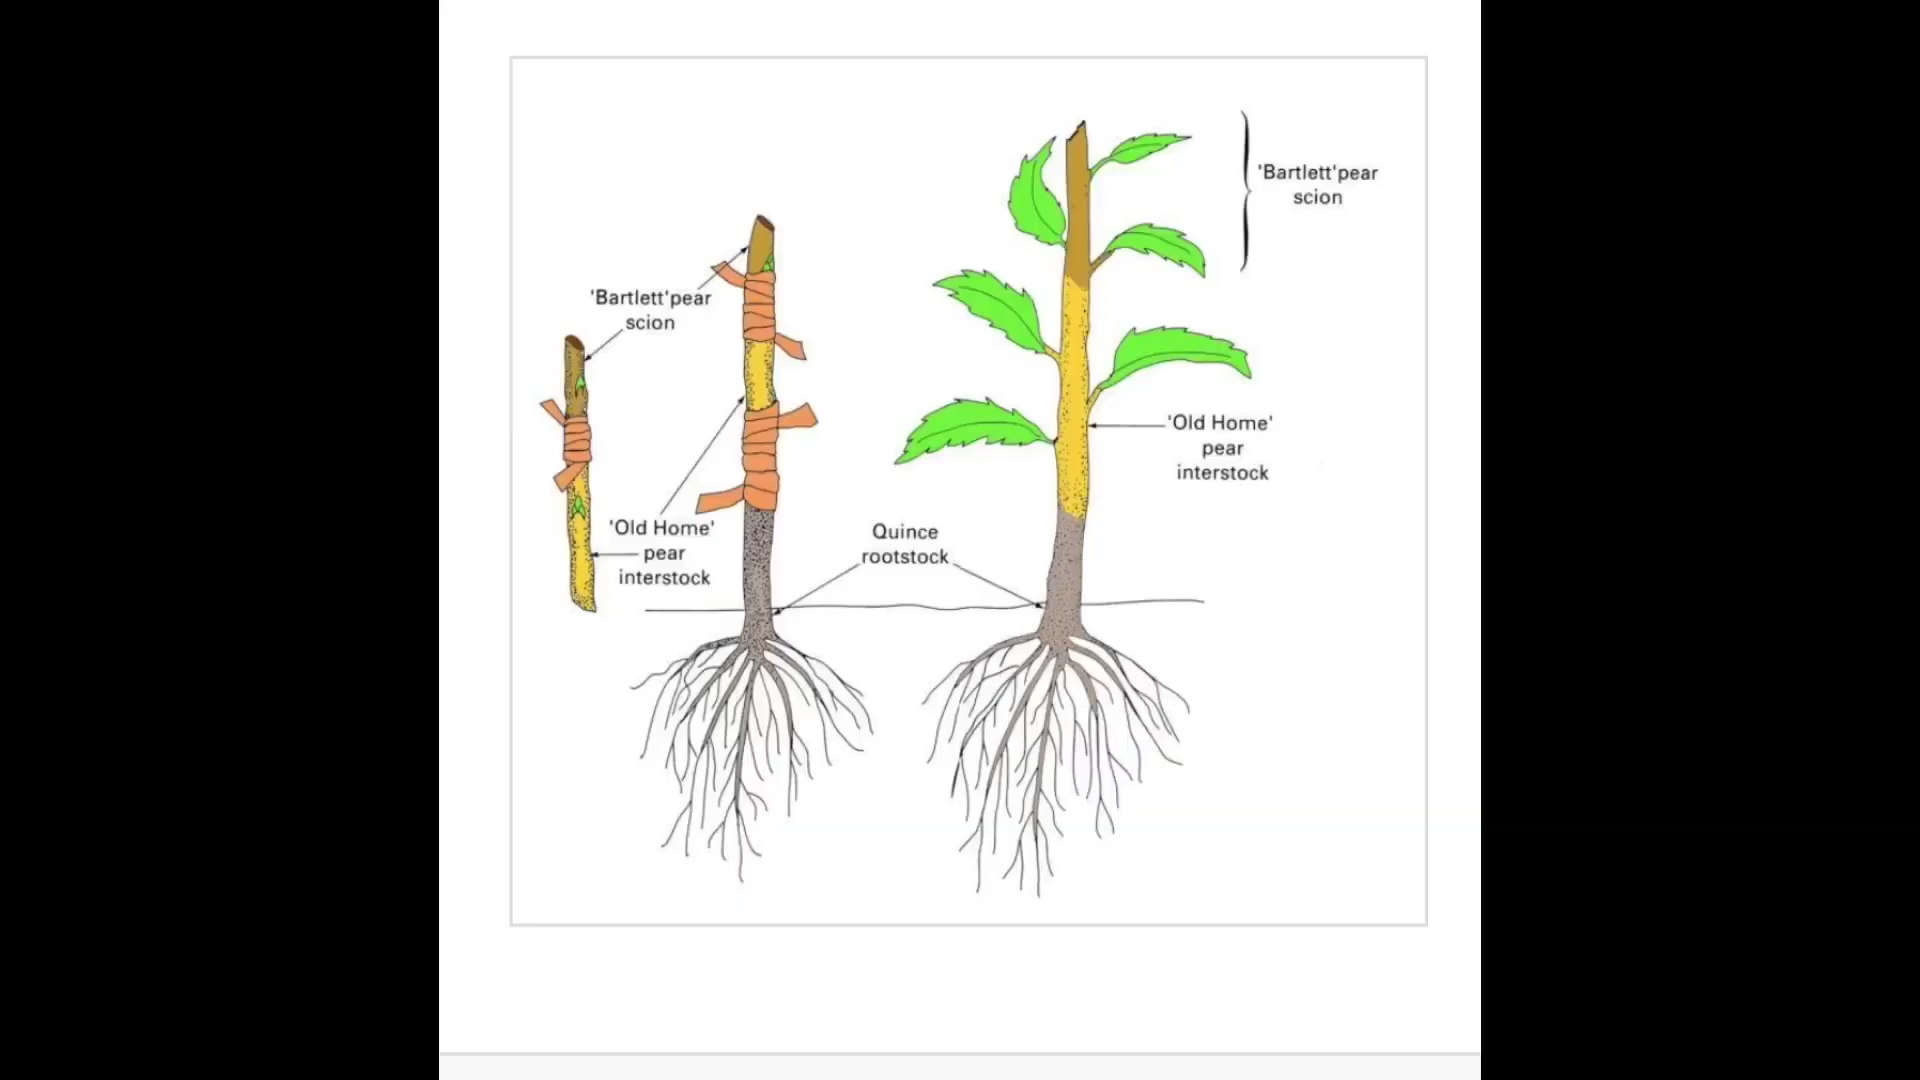 'Bartlett'pear
scion
'Bartlett'pear
scion
'Old Home'
pear
interstock
'Old Home'
pear
interstock
Quince
rootstock